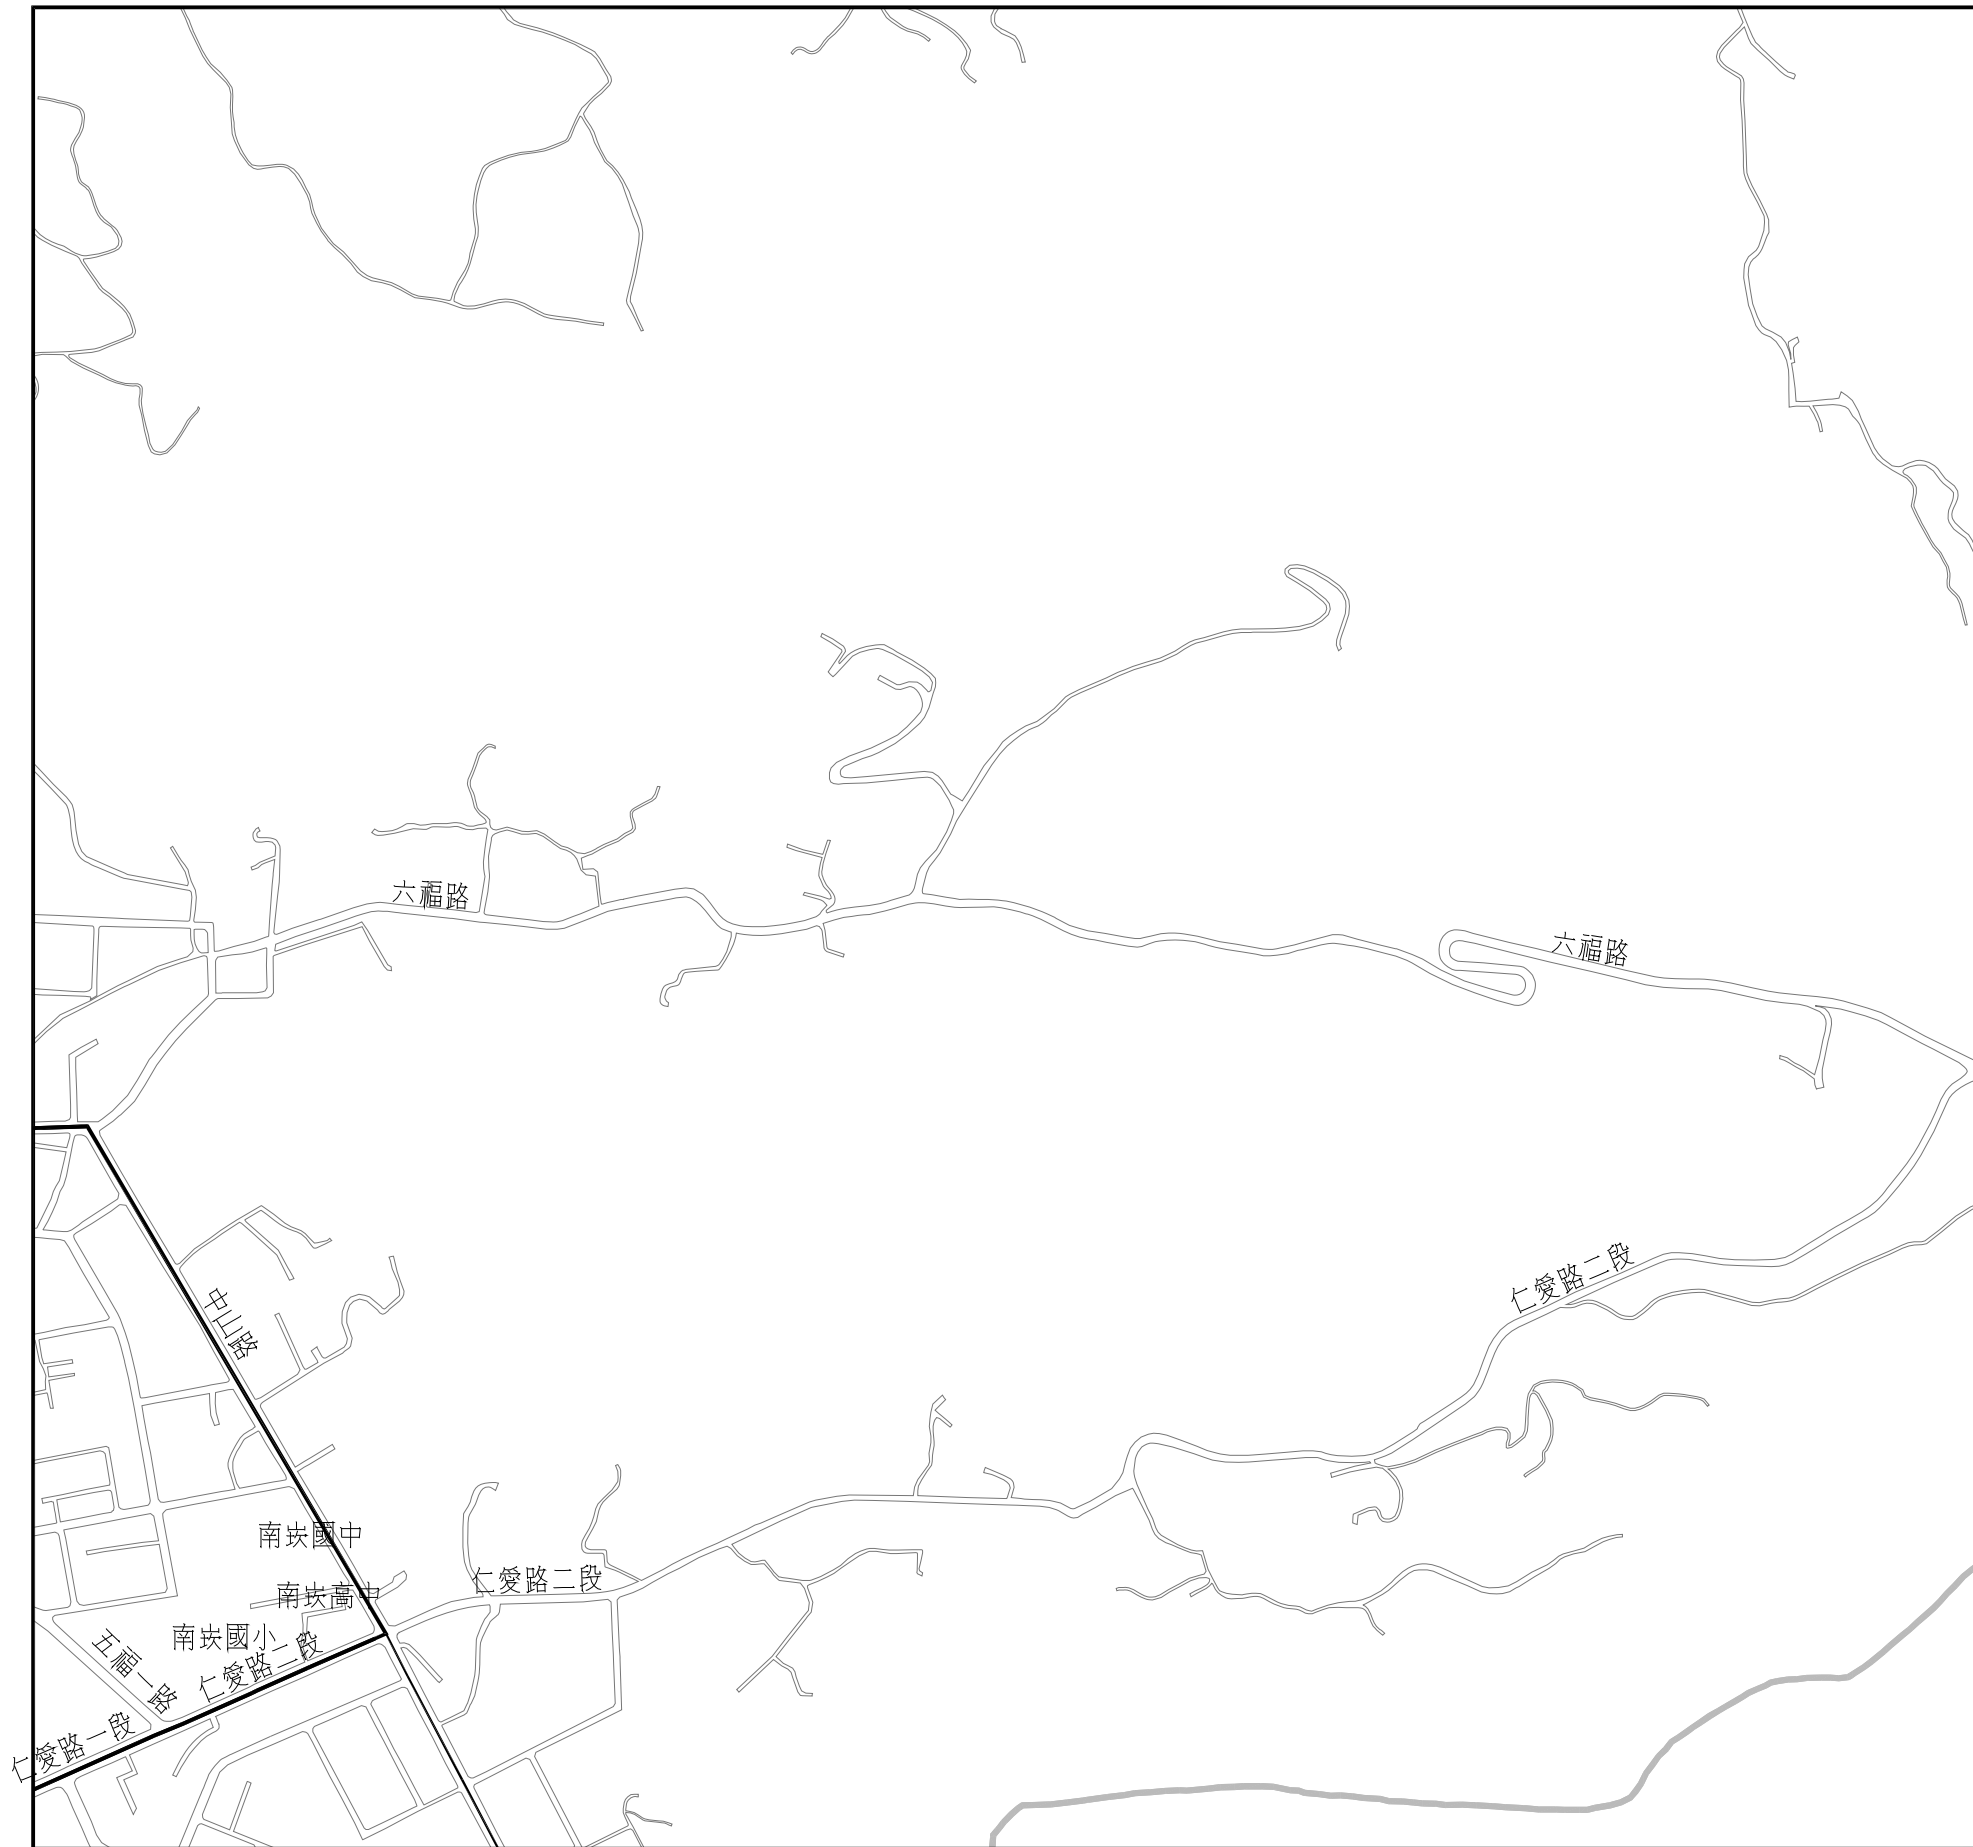 六福路
六福路
仁愛路二段
中正路
南崁國中
仁愛路二段
南崁高中
南崁國小
五福一路
仁愛路二段
仁愛路一段